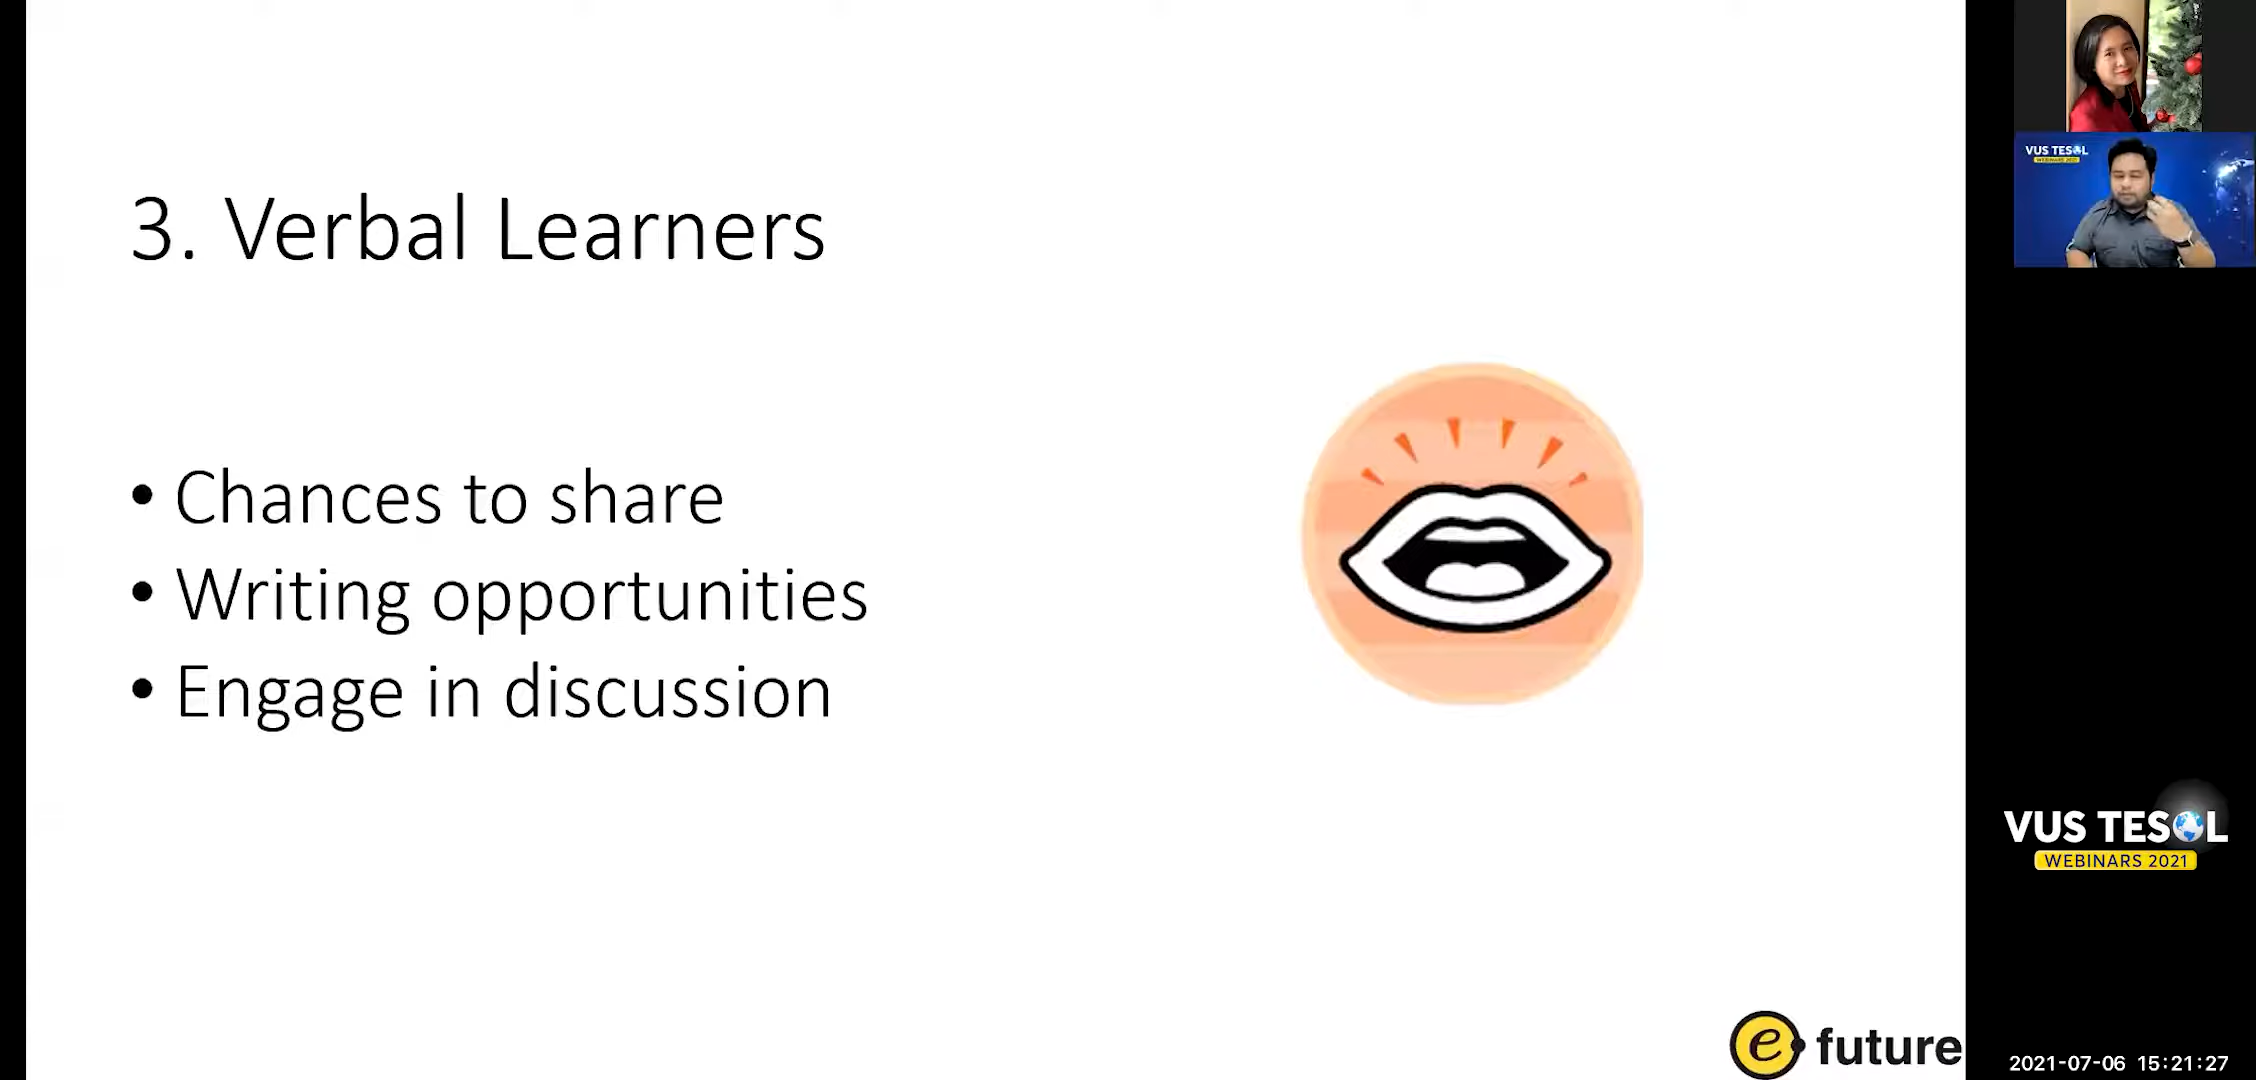 3. Verbal Learners
• Chances to share
• Writing opportunities
• Engage in discussion
e future
VUS TESOL
WEBINARS 2021
VUS TESOL
WEBINARS 2021
2021-07-06 15:21:27